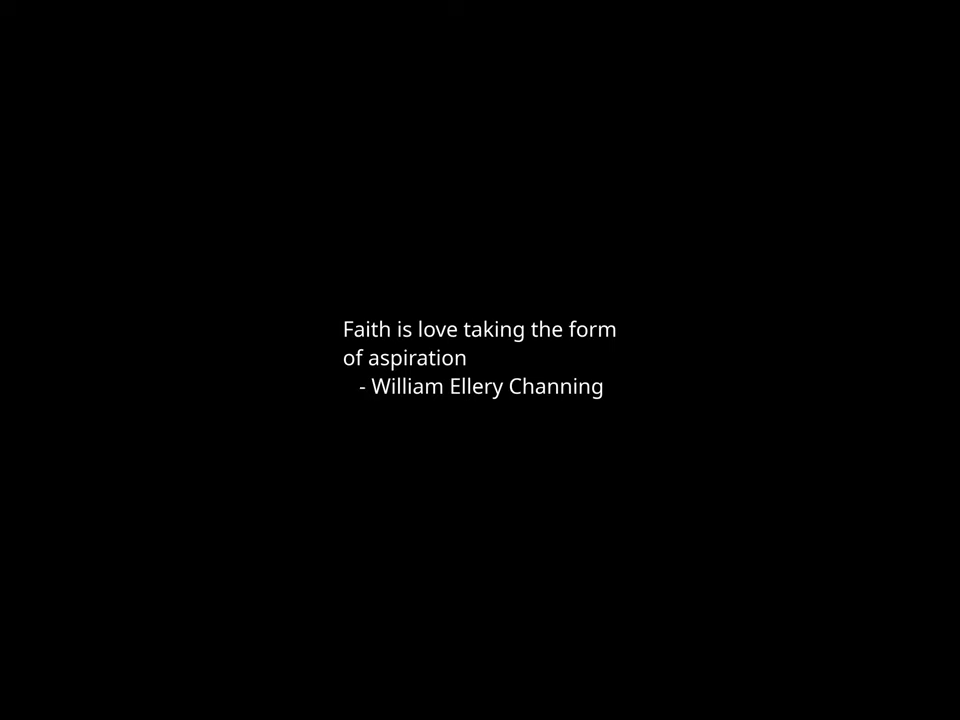 Faith is love taking the form
of aspiration
- William Ellery Channing